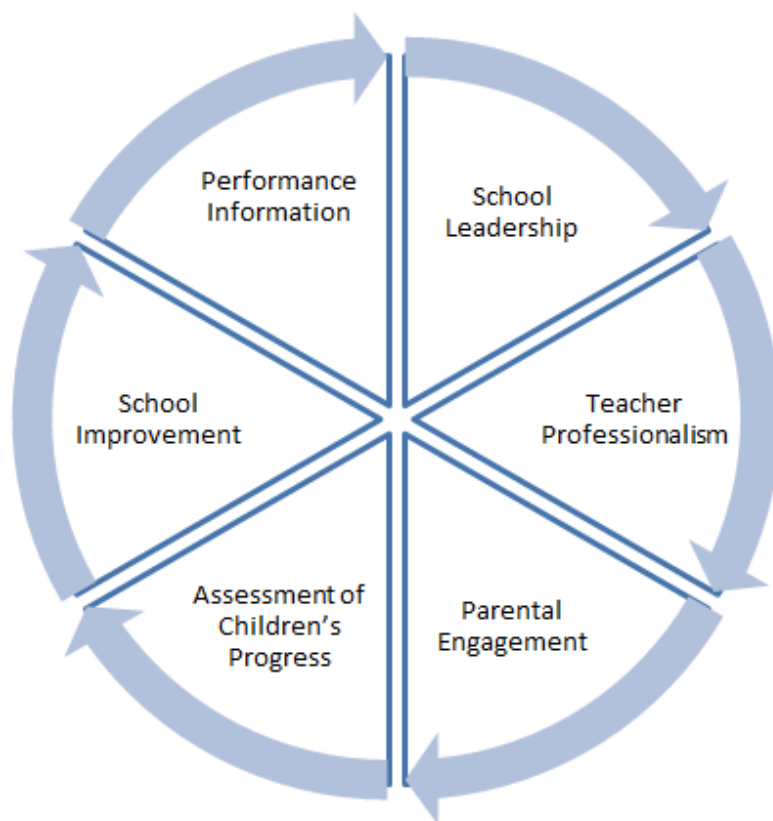 Performance
Information
School
Leadership
School
Improvement
Teacher
Professionalism
Assessment of
Children’s
Progress
Parental
Engagement